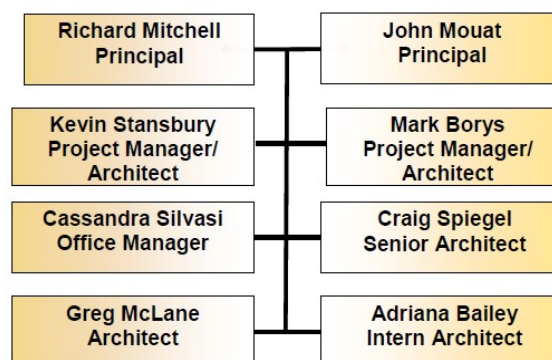 Richard Mitchell
Principal
John Mouat
Principal
Kevin Stansbury
Project Manager/
Architect
Mark Borys
Project Manager/
Architect
Cassandra Silvasi
Office Manager
Craig Spiegel
Senior Architect
Greg McLane
Architect
Adriana Bailey
Intern Architect